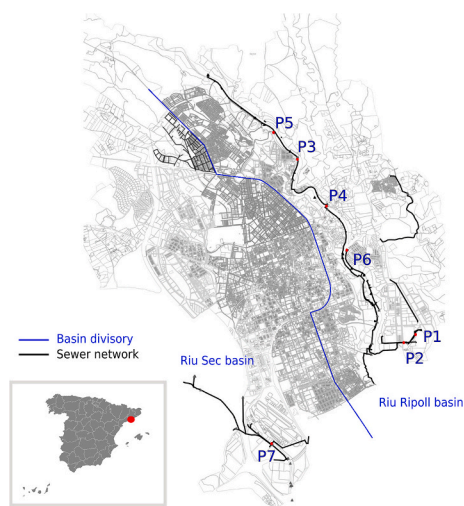 P5
P3
P4
P6
P1
P2
Basin divisory
Sewer network
Riu Sec basin
Riu Ripoll basin
P7